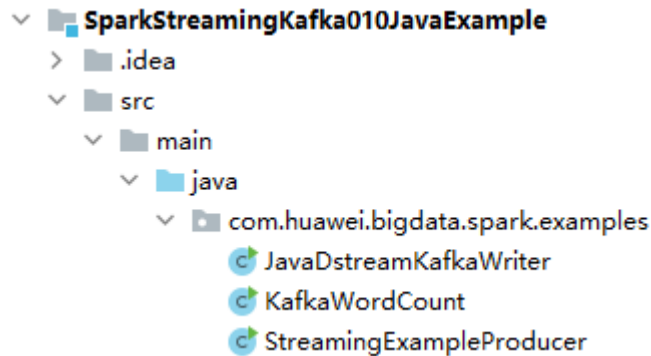 SparkStreamingKafka010JavaExample
.idea
src
main
java
com.huawei.bigdata.spark.examples
JavaDstreamKafkaWriter
KafkaWordCount
StreamingExampleProducer